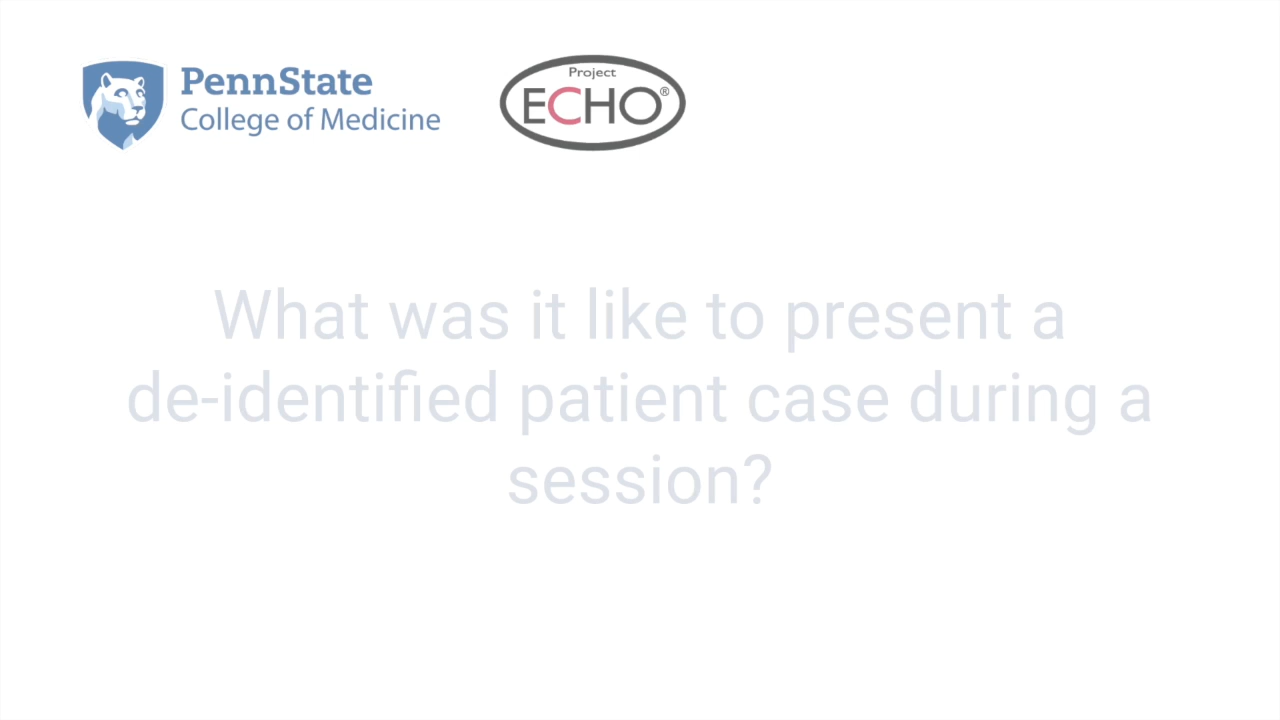 PennState
College of Medicine
Project
ECHO®
What was it like to present a
de-identified patient case during a
session?